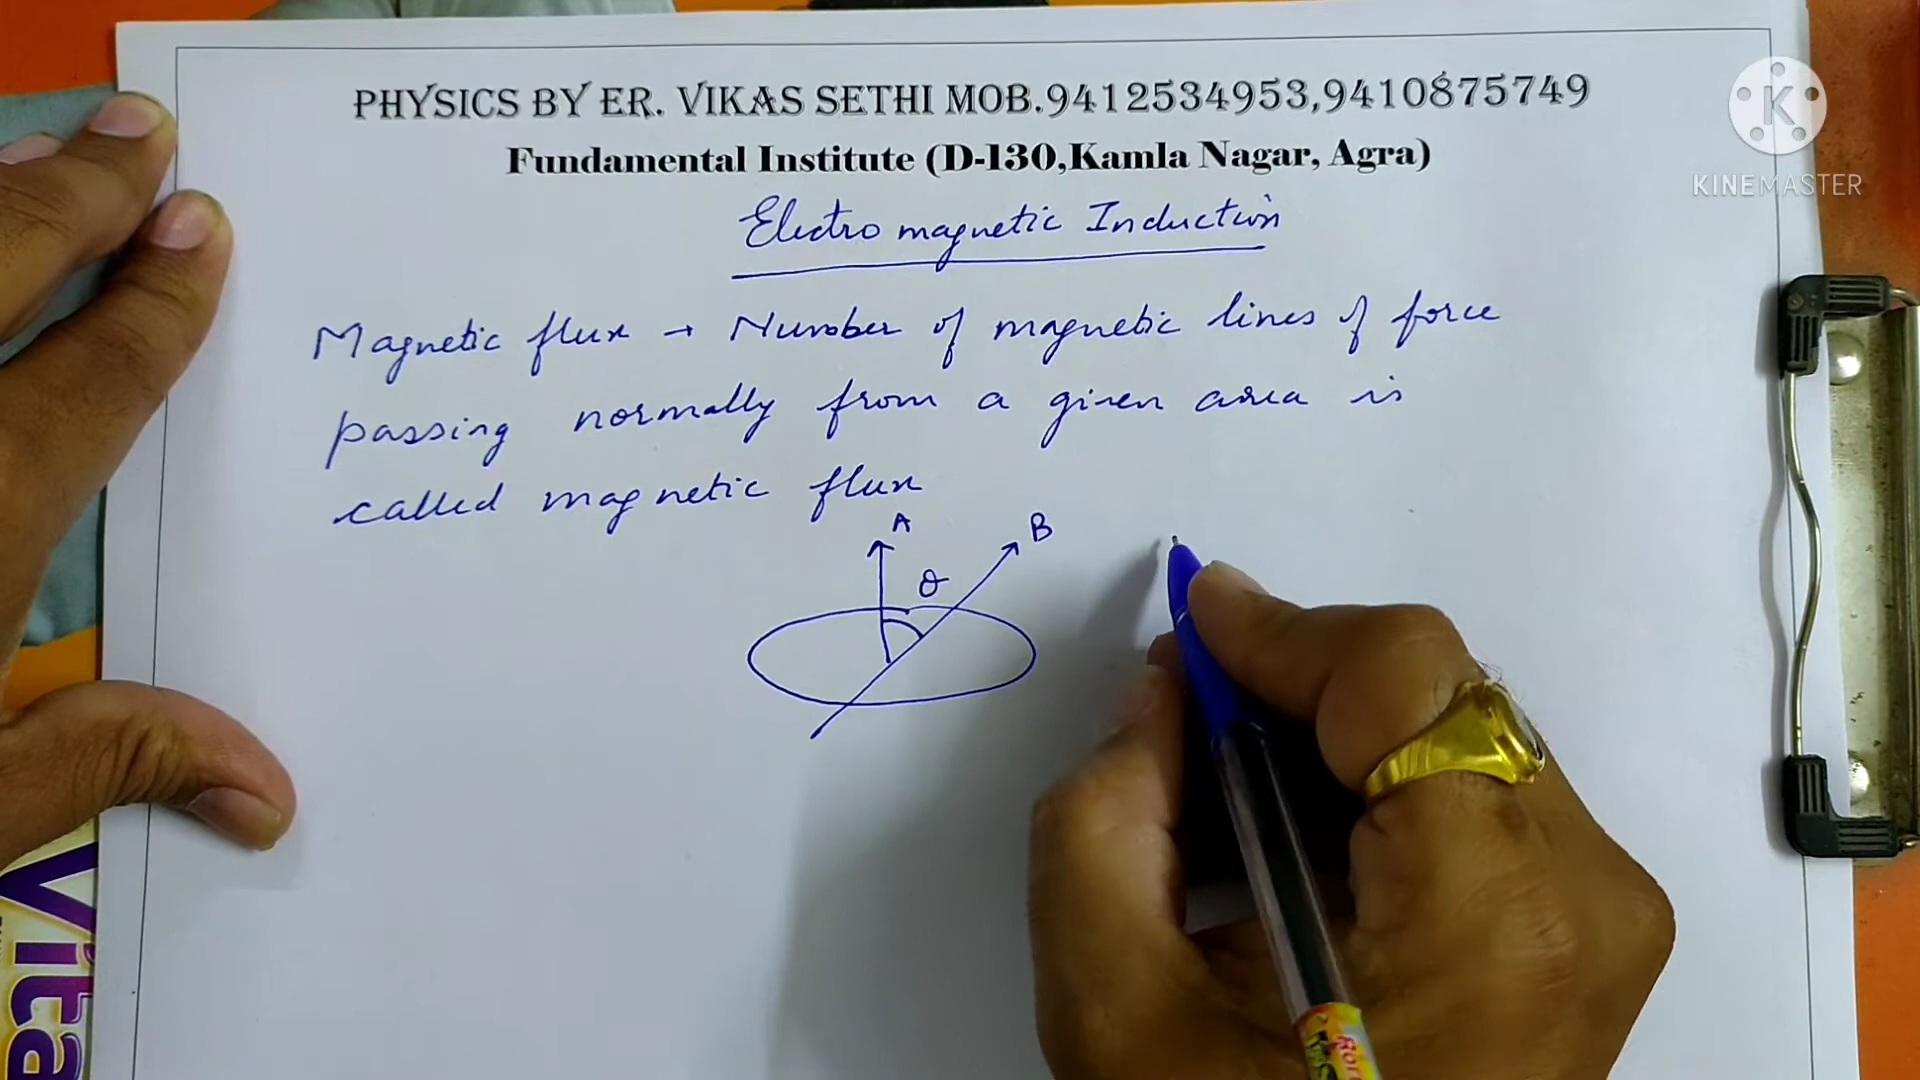 PHYSICS BY ER. VIKAS SETHI MOB.9412534953,9410875749
Fundamental Institute (D-130,Kamla Nagar, Agra)
K
KINEMASTER
Electro magnetic Induction
Magnetic flux → Number of magnetic lines of force
passing normally from a given area is
called magnetic flux
A
B
θ
Vita